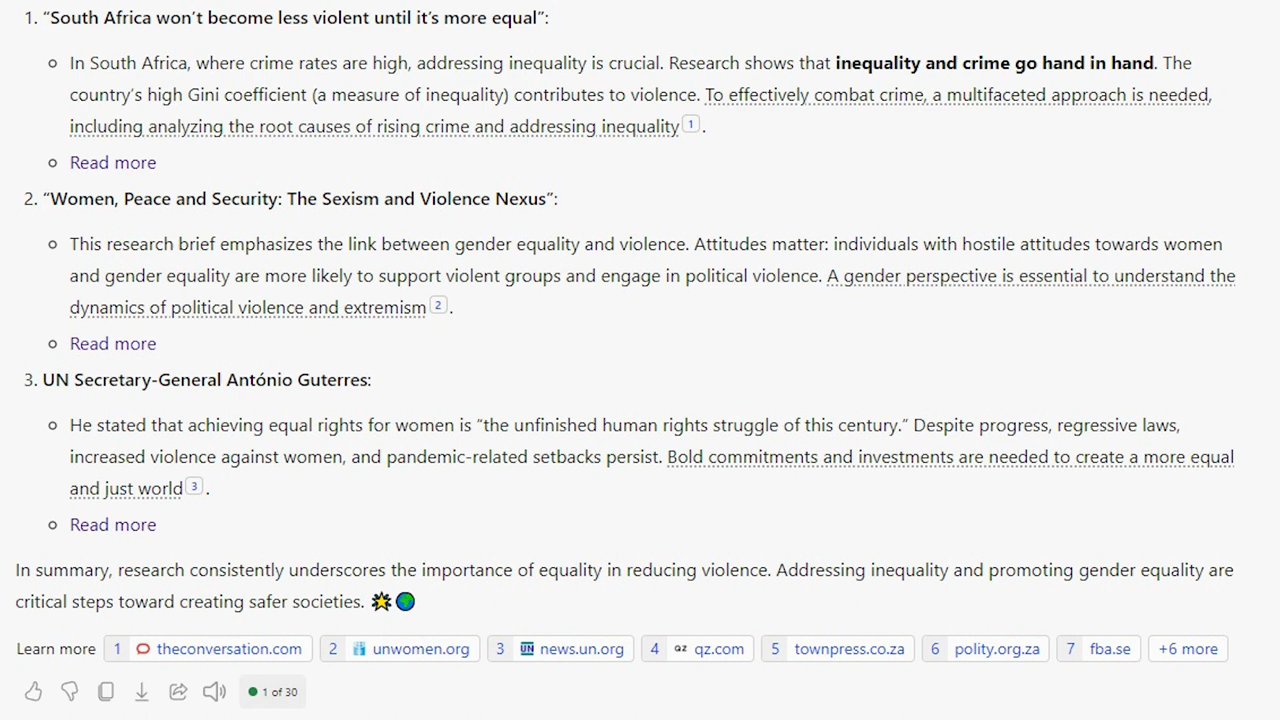 1. “South Africa won’t become less violent until it’s more equal”:
In South Africa, where crime rates are high, addressing inequality is crucial. Research shows that inequality and crime go hand in hand. The
country’s high Gini coefficient (a measure of inequality) contributes to violence. To effectively combat crime, a multifaceted approach is needed,
including analyzing the root causes of rising crime and addressing inequality 1 .
Read more
2. “Women, Peace and Security: The Sexism and Violence Nexus”:
This research brief emphasizes the link between gender equality and violence. Attitudes matter: individuals with hostile attitudes towards women
and gender equality are more likely to support violent groups and engage in political violence. A gender perspective is essential to understand the
dynamics of political violence and extremism 2 .
Read more
3. UN Secretary-General António Guterres:
He stated that achieving equal rights for women is “the unfinished human rights struggle of this century.” Despite progress, regressive laws,
increased violence against women, and pandemic-related setbacks persist. Bold commitments and investments are needed to create a more equal
and just world 3 .
Read more
In summary, research consistently underscores the importance of equality in reducing violence. Addressing inequality and promoting gender equality are
critical steps toward creating safer societies.
Learn more 1 theconversation.com 2 unwomen.org 3 UN news.un.org 4 QZ qz.com 5 townpress.co.za 6 polity.org.za 7 fba.se +6 more
1 of 30